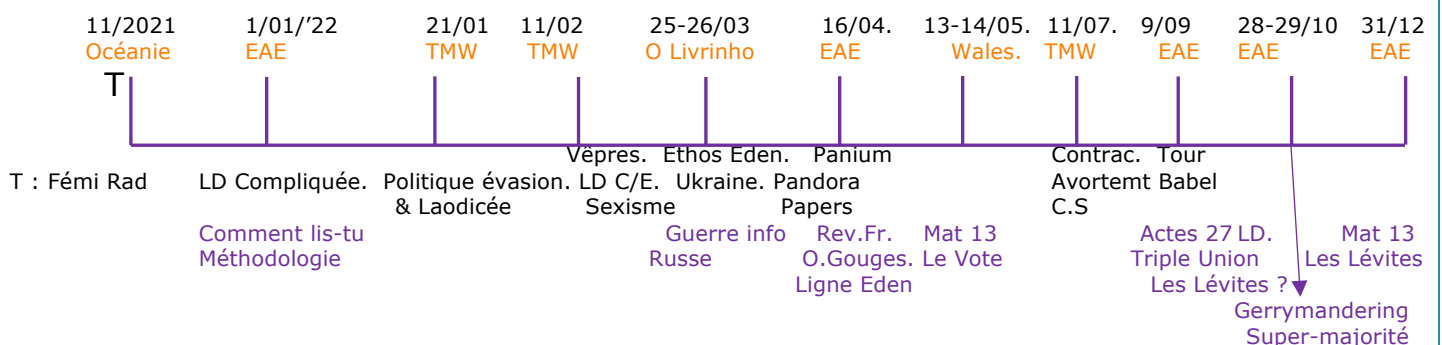 11/2021 1/01/'22 21/01 11/02 25-26/03 16/04. 13-14/05. 11/07. 9/09 28-29/10 31/12
Océanie EAE TMW TMW O Livrinho EAE Wales. TMW EAE EAE EAE
T
Vëpres. Ethos Eden. Panium Contrac. Tour
T : Fémi Rad LD Compliquée. Politique évasion. LD C/E. Ukraine. Pandora Avortemt Babel
& Laodicée Sexisme Papers C.S
Comment lis-tu Guerre info Rev.Fr. Mat 13 Actes 27 LD. Mat 13
Méthodologie Russe O.Gouges. Le Vote Triple Union Les Lévites
Ligne Eden Les Lévites ?
Gerrymandering
Super-majorité